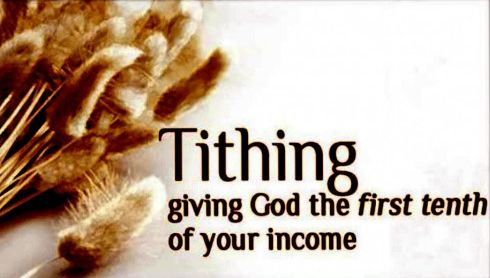 Tithing
giving God the first tenth
of your income